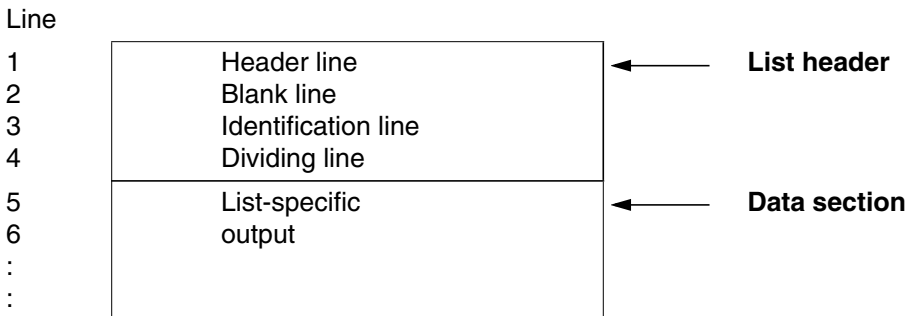 Line
1 Header line List header
2 Blank line
3 Identification line
4 Dividing line
5 List-specific Data section
6 output
:
: